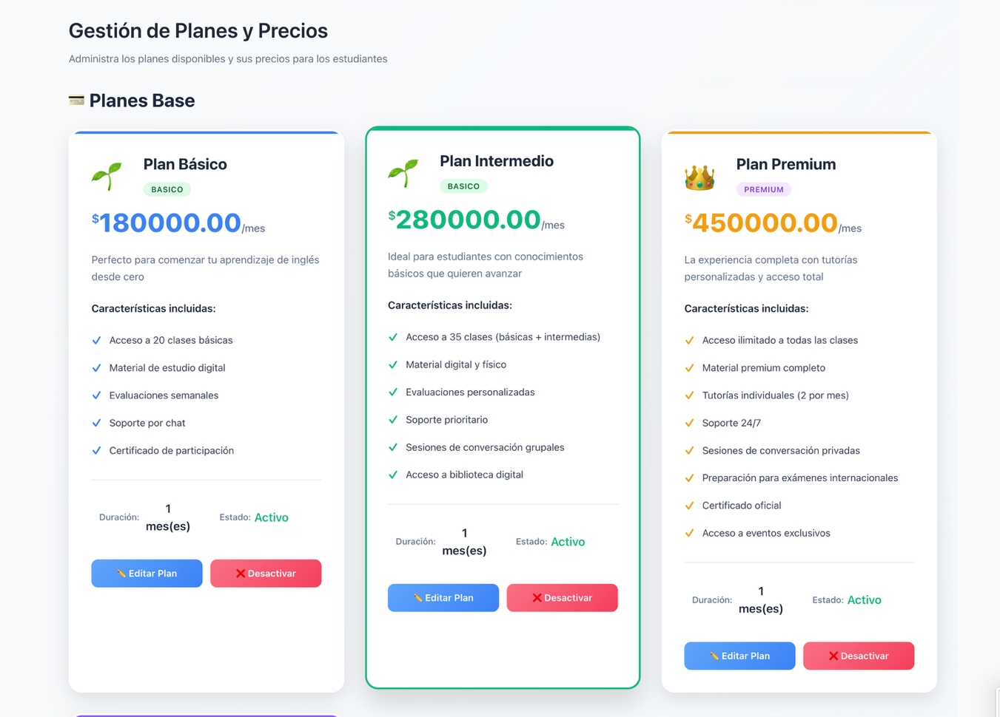 Gestión de Planes y Precios
Administra los planes disponibles y sus precios para los estudiantes
Planes Base
Plan Básico
BASICO
$180000.00/mes
Perfecto para comenzar tu aprendizaje de inglés
desde cero
Características incluidas:
Acceso a 20 clases básicas
Material de estudio digital
Evaluaciones semanales
Soporte por chat
Certificado de participación
Duración: 1
mes(es)
Estado: Activo
Editar Plan
Desactivar
Plan Intermedio
BASICO
$280000.00/mes
Ideal para estudiantes con conocimientos
básicos que quieren avanzar
Características incluidas:
Acceso a 35 clases (básicas + intermedias)
Material digital y físico
Evaluaciones personalizadas
Soporte prioritario
Sesiones de conversación grupales
Acceso a biblioteca digital
Duración: 1
mes(es)
Estado: Activo
Editar Plan
Desactivar
Plan Premium
PREMIUM
$450000.00/mes
La experiencia completa con tutorías
personalizadas y acceso total
Características incluidas:
Acceso ilimitado a todas las clases
Material premium completo
Tutorías individuales (2 por mes)
Soporte 24/7
Sesiones de conversación privadas
Preparación para exámenes internacionales
Certificado oficial
Acceso a eventos exclusivos
Duración: 1
mes(es)
Estado: Activo
Editar Plan
Desactivar